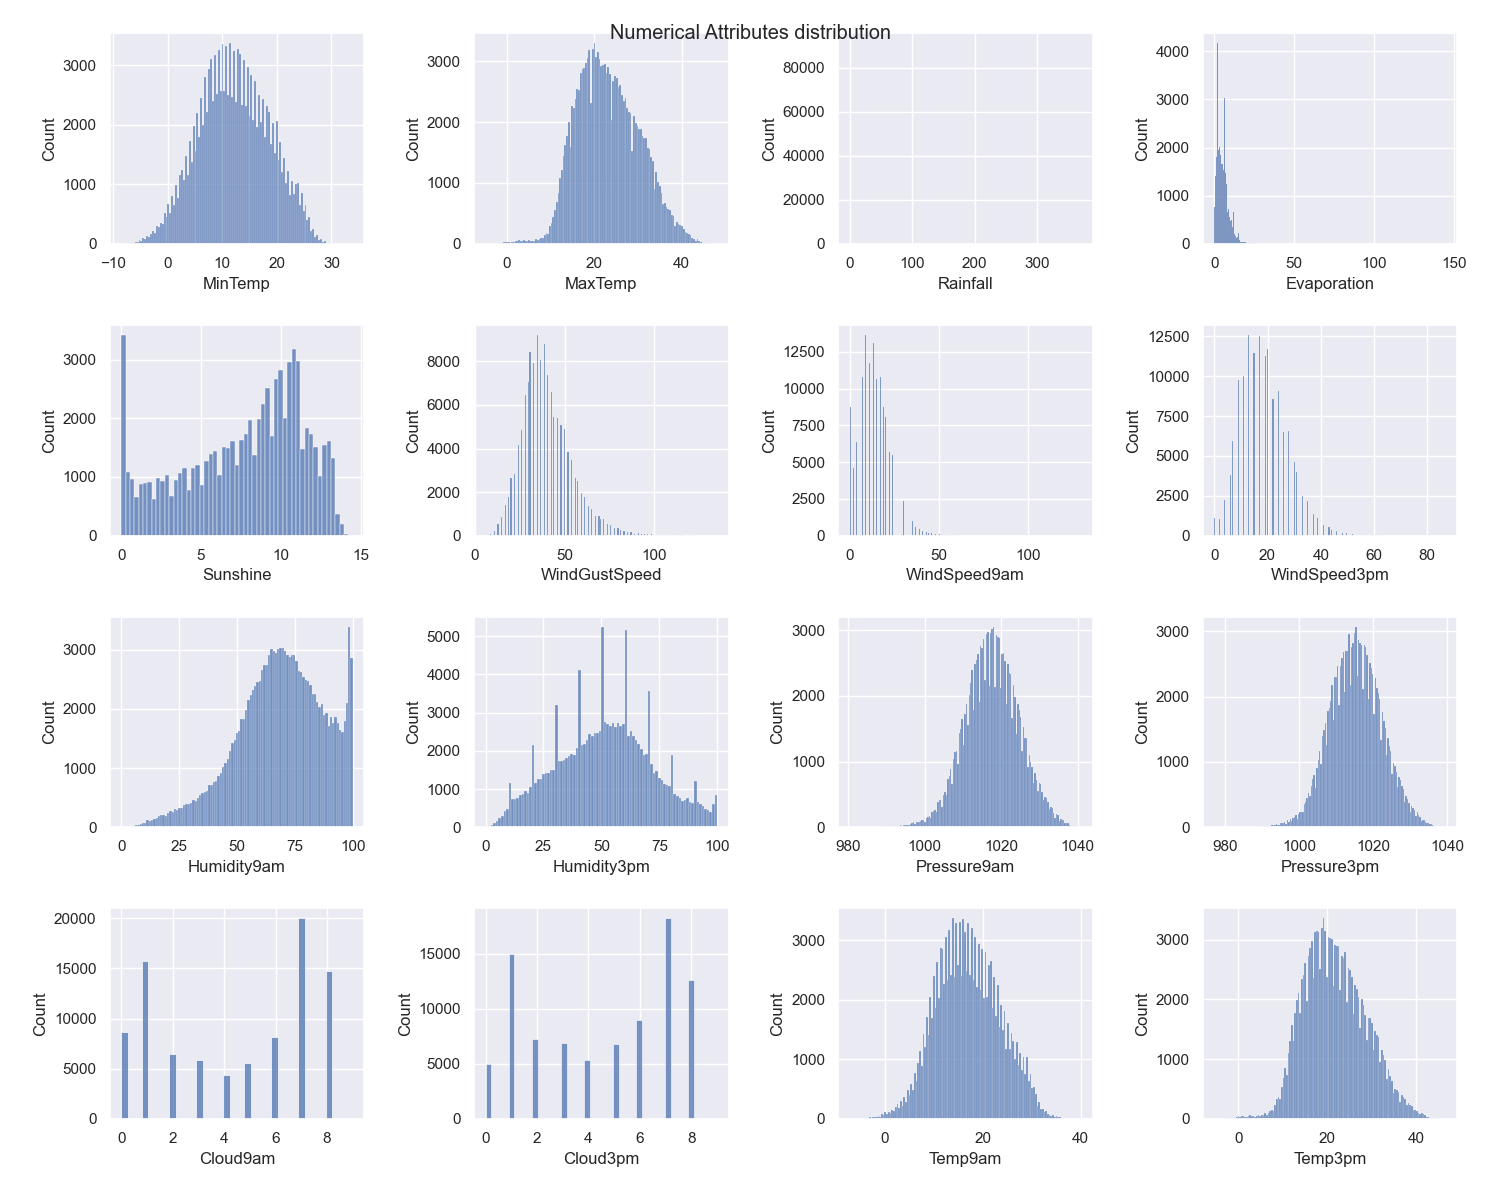 Numerical Attributes distribution
Count
3000
2000
1000
0
−10 0 10 20 30
MinTemp
Count
3000
2000
1000
0
0 20 40
MaxTemp
Count
80000
60000
40000
20000
0
0 100 200 300
Rainfall
Count
4000
3000
2000
1000
0
0 50 100 150
Evaporation
Count
3000
2000
1000
0
0 5 10 15
Sunshine
Count
8000
6000
4000
2000
0
0 50 100
WindGustSpeed
Count
12500
10000
7500
5000
2500
0
0 50 100
WindSpeed9am
Count
12500
10000
7500
5000
2500
0
0 20 40 60 80
WindSpeed3pm
Count
3000
2000
1000
0
0 25 50 75 100
Humidity9am
Count
5000
4000
3000
2000
1000
0
0 25 50 75 100
Humidity3pm
Count
3000
2000
1000
0
980 1000 1020 1040
Pressure9am
Count
3000
2000
1000
0
980 1000 1020 1040
Pressure3pm
Count
20000
15000
10000
5000
0
0 2 4 6 8
Cloud9am
Count
15000
10000
5000
0
0 2 4 6 8
Cloud3pm
Count
3000
2000
1000
0
0 20 40
Temp9am
Count
3000
2000
1000
0
0 20 40
Temp3pm